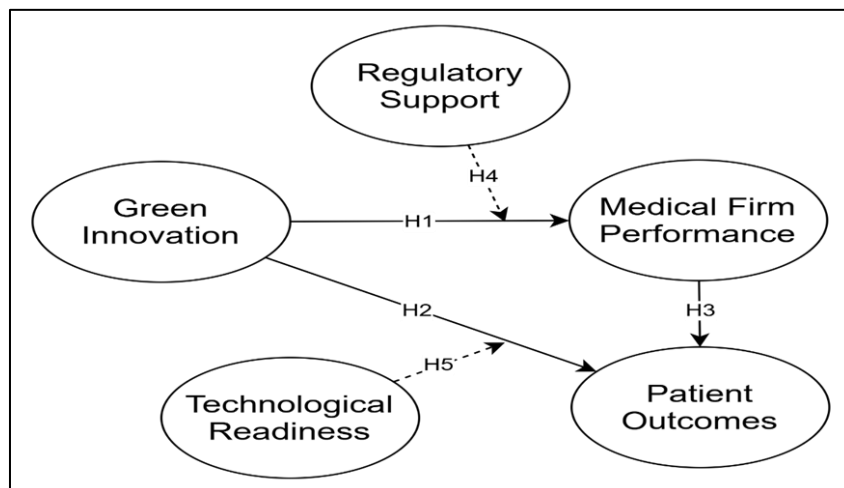 Regulatory
Support
H4
Green
Innovation
H1
Medical Firm
Performance
H2
H3
H5
Technological
Readiness
Patient
Outcomes